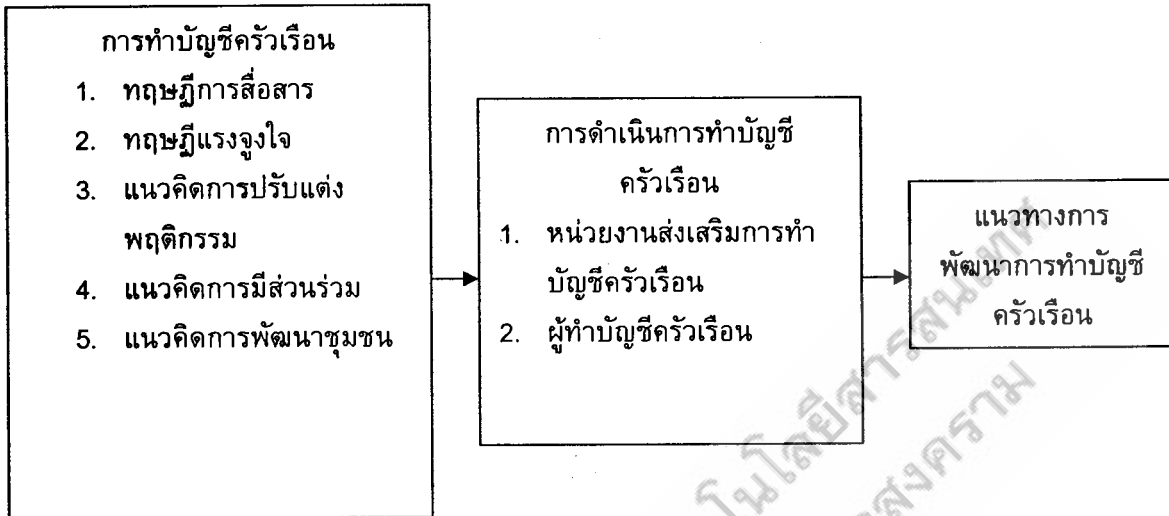 การทำบัญชีครัวเรือน
1. ทฤษฎีการสื่อสาร
2. ทฤษฎีแรงจูงใจ
3. แนวคิดการปรับแต่ง
พฤติกรรม
4. แนวคิดการมีส่วนร่วม
5. แนวคิดการพัฒนาชุมชน
การดำเนินการทำบัญชี
ครัวเรือน
1. หน่วยงานส่งเสริมการทำ
บัญชีครัวเรือน
2. ผู้ทำบัญชีครัวเรือน
แนวทางการ
พัฒนาการทำบัญชี
ครัวเรือน